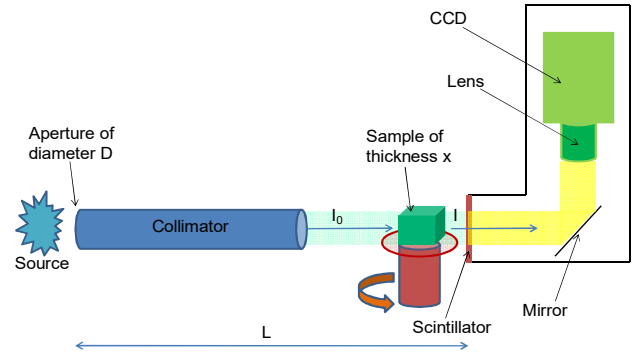 CCD
Lens
Aperture of
diameter D
Sample of
thickness x
Collimator
I₀
I
Source
Mirror
Scintillator
L